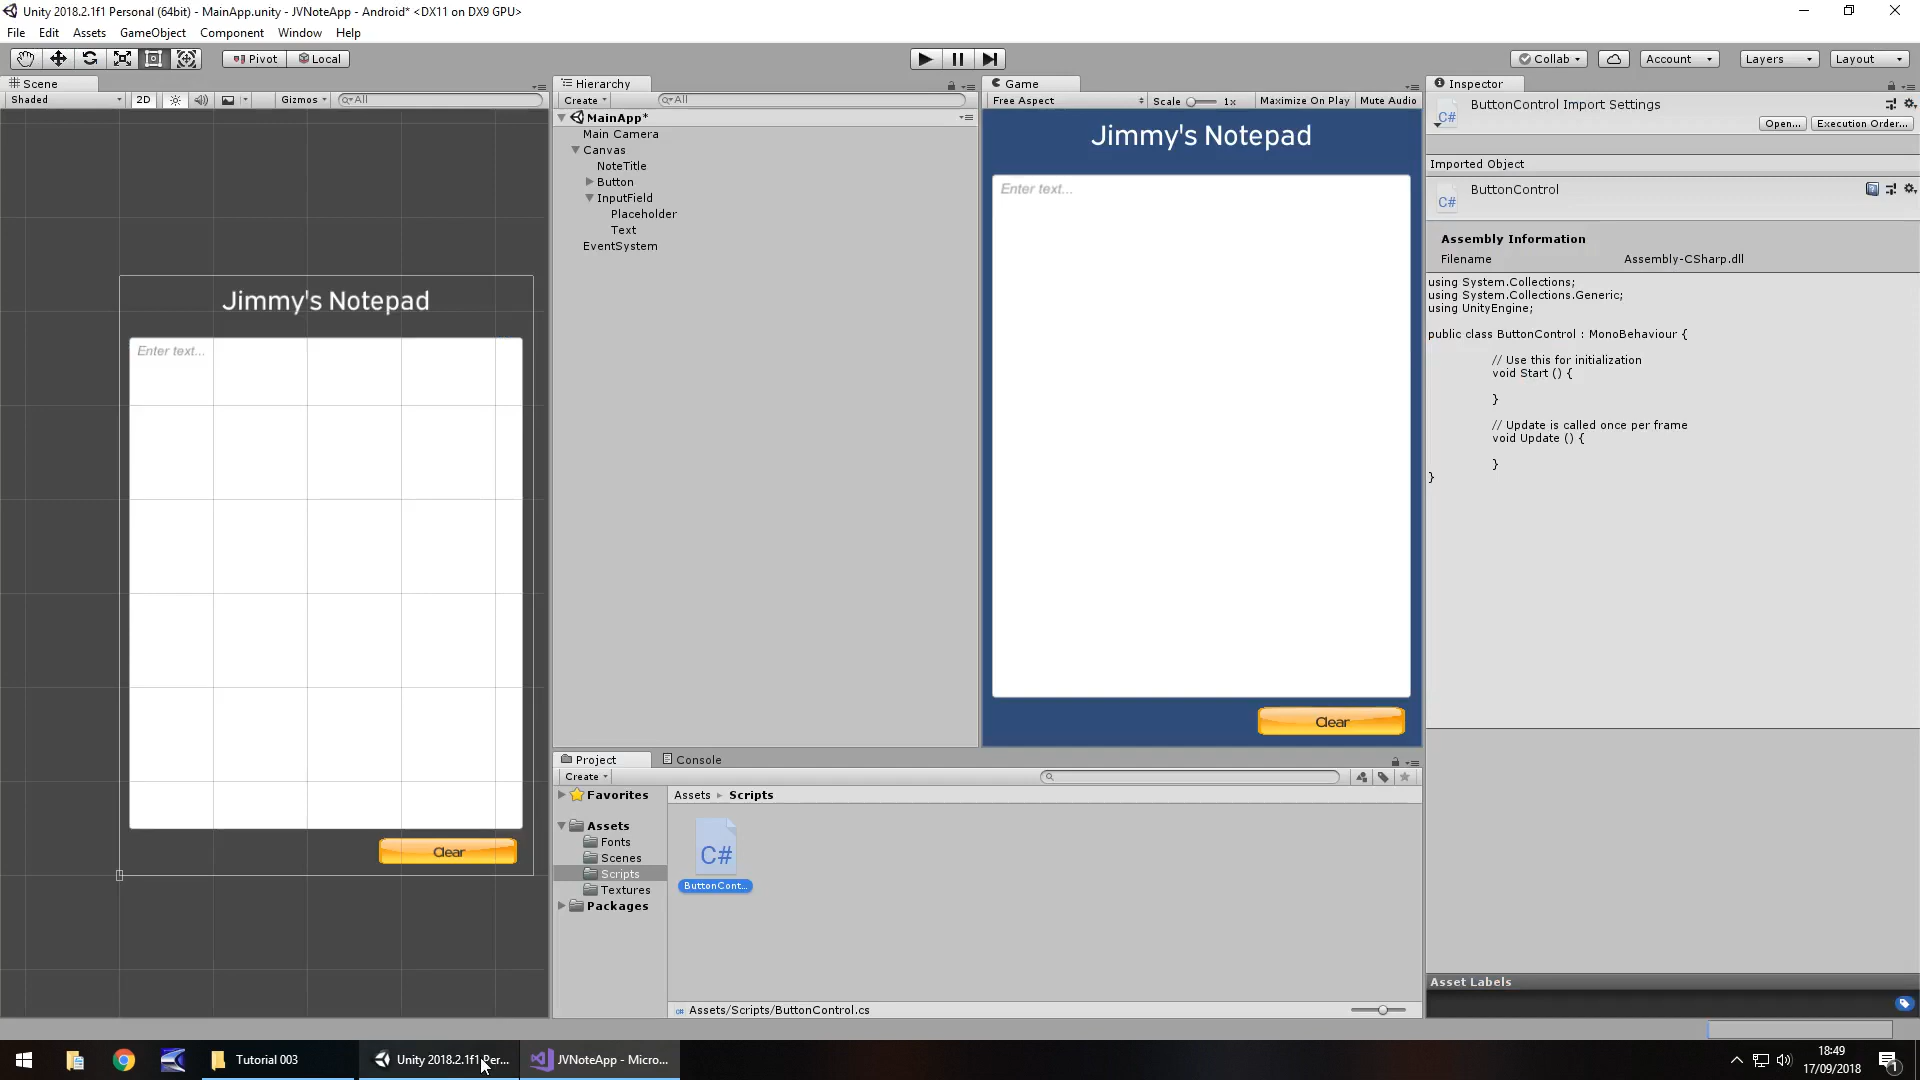 Unity 2018.2.1f1 Personal (64bit) - MainApp.unity - JVNoteApp - Android* <DX11 on DX9 GPU>
File Edit Assets GameObject Component Window Help
Pivot Local Collab Account Layers Layout
Scene
Shaded 2D Gizmos All
Jimmy's Notepad
Enter text...
Clear
Hierarchy
Create All
MainApp*
Main Camera
Canvas
NoteTitle
Button
InputField
Placeholder
Text
EventSystem
Game
Free Aspect Scale 1x Maximize On Play Mute Audio
Jimmy's Notepad
Enter text...
Clear
Project Console
Create
Favorites
Assets
Fonts
Scenes
Scripts
Textures
Packages
Assets Scripts
C#
ButtonCont...
Assets/Scripts/ButtonControl.cs
Inspector
C#
ButtonControl Import Settings
Open... Execution Order...
Imported Object
C#
ButtonControl
Assembly Information
Filename Assembly-CSharp.dll
using System.Collections;
using System.Collections.Generic;
using UnityEngine;
public class ButtonControl : MonoBehaviour {
// Use this for initialization
void Start () {
}
// Update is called once per frame
void Update () {
}
}
Asset Labels
Tutorial 003 Unity 2018.2.1f1 Per... JVNoteApp - Micro...
18:49
17/09/2018
1